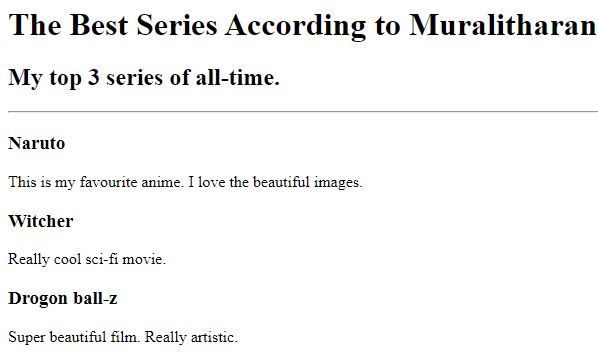 The Best Series According to Muralitharan
My top 3 series of all-time.
Naruto
This is my favourite anime. I love the beautiful images.
Witcher
Really cool sci-fi movie.
Drogon ball-z
Super beautiful film. Really artistic.